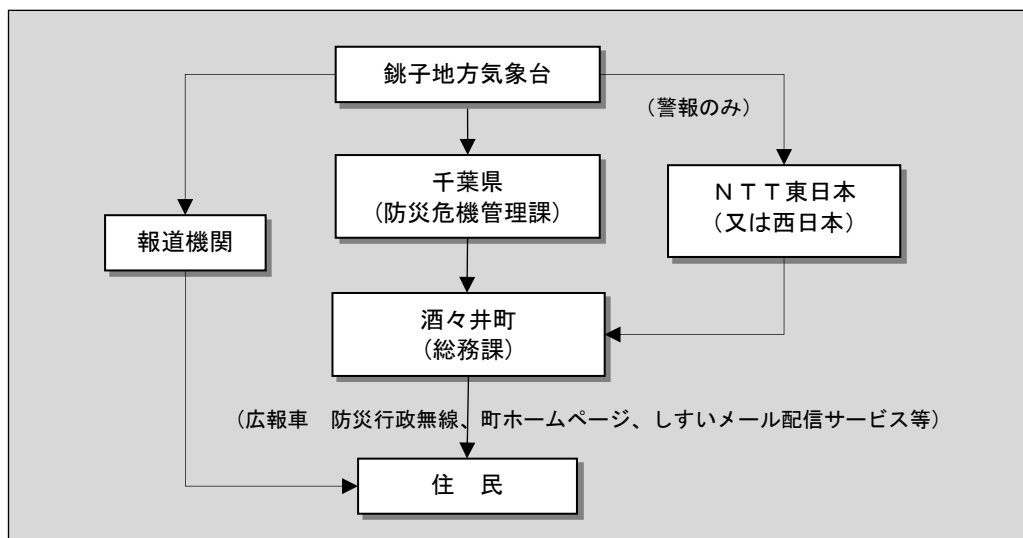 銚子地方気象台
（警報のみ）
千葉県
（防災危機管理課）
ＮＴＴ東日本
（又は西日本）
報道機関
酒々井町
（総務課）
（広報車　防災行政無線、町ホームページ、しすいメール配信サービス等）
住　民